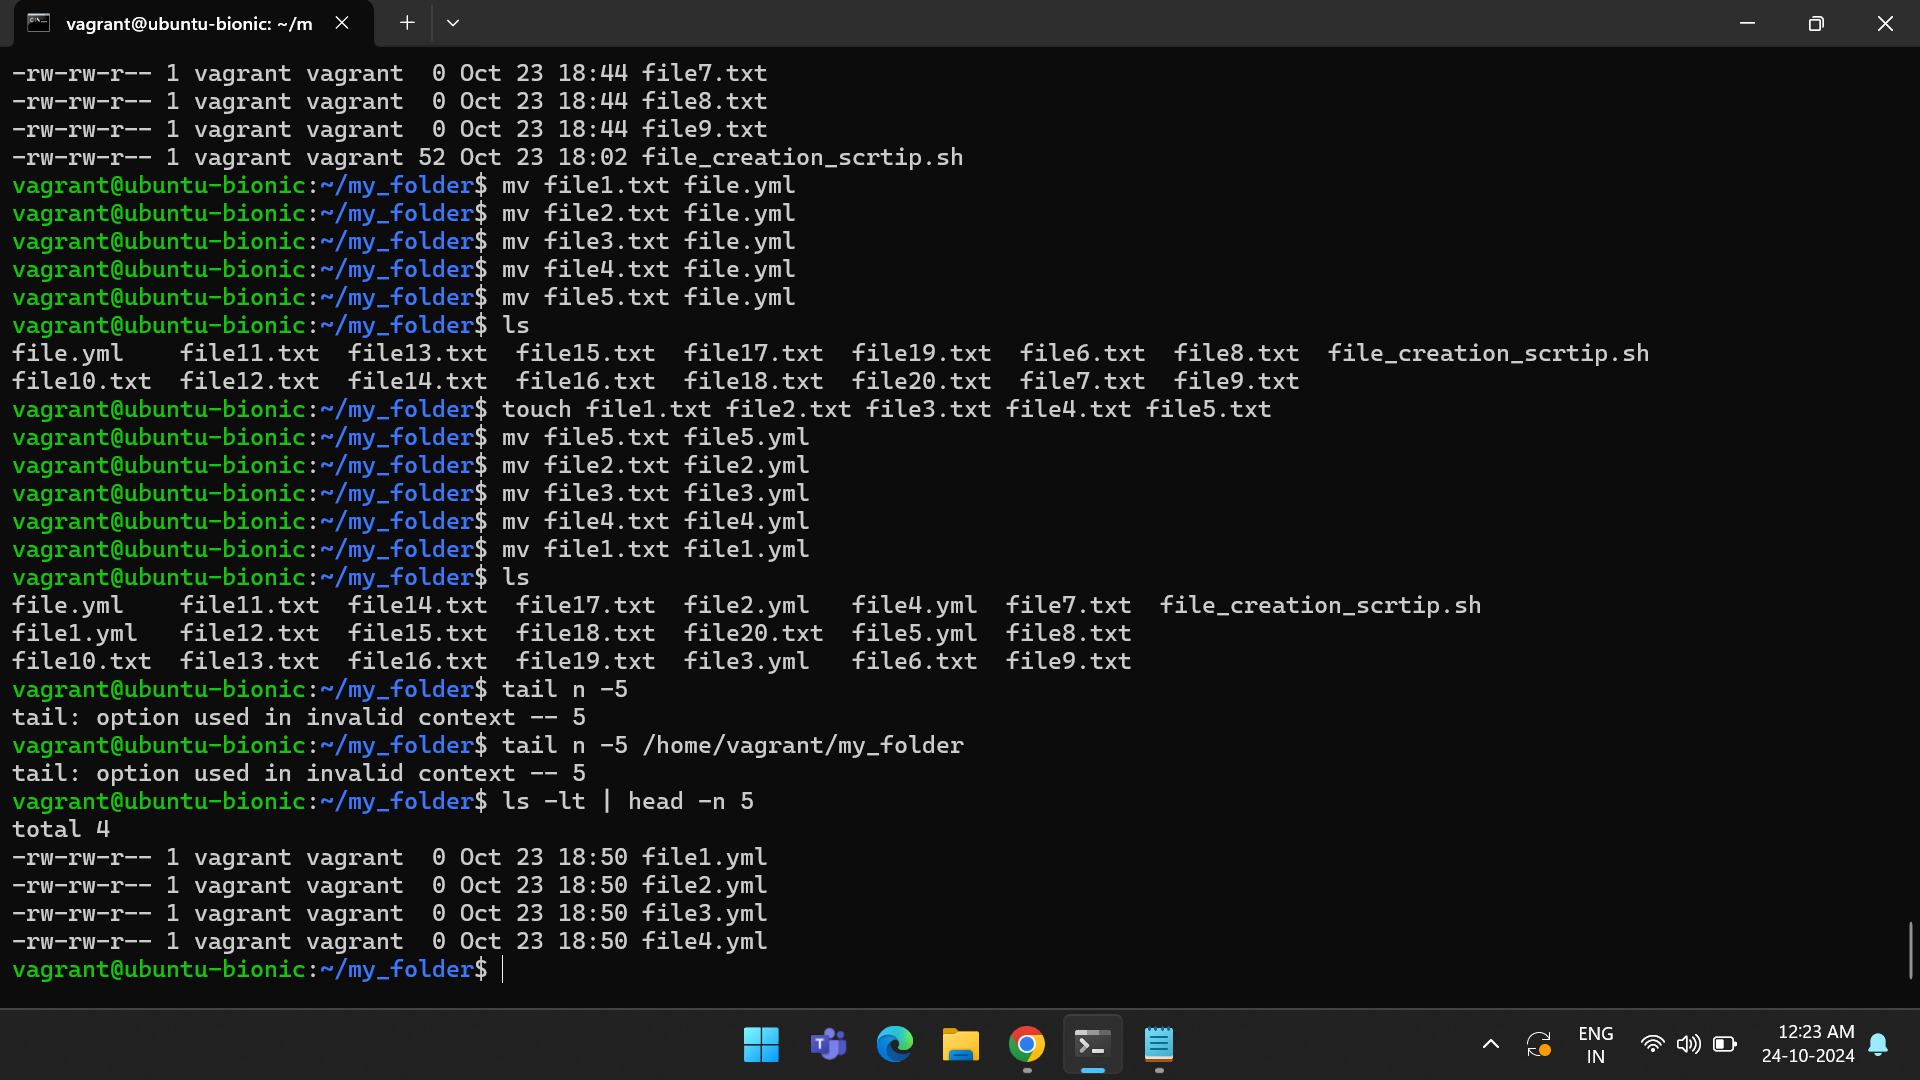 vagrant@ubuntu-bionic: ~/m
-rw-rw-r-- 1 vagrant vagrant  0 Oct 23 18:44 file7.txt
-rw-rw-r-- 1 vagrant vagrant  0 Oct 23 18:44 file8.txt
-rw-rw-r-- 1 vagrant vagrant  0 Oct 23 18:44 file9.txt
-rw-rw-r-- 1 vagrant vagrant 52 Oct 23 18:02 file_creation_scrtip.sh
vagrant@ubuntu-bionic:~/my_folder$ mv file1.txt file.yml
vagrant@ubuntu-bionic:~/my_folder$ mv file2.txt file.yml
vagrant@ubuntu-bionic:~/my_folder$ mv file3.txt file.yml
vagrant@ubuntu-bionic:~/my_folder$ mv file4.txt file.yml
vagrant@ubuntu-bionic:~/my_folder$ mv file5.txt file.yml
vagrant@ubuntu-bionic:~/my_folder$ ls
file.yml    file11.txt  file13.txt  file15.txt  file17.txt  file19.txt  file6.txt  file8.txt  file_creation_scrtip.sh
file10.txt  file12.txt  file14.txt  file16.txt  file18.txt  file20.txt  file7.txt  file9.txt
vagrant@ubuntu-bionic:~/my_folder$ touch file1.txt file2.txt file3.txt file4.txt file5.txt
vagrant@ubuntu-bionic:~/my_folder$ mv file5.txt file5.yml
vagrant@ubuntu-bionic:~/my_folder$ mv file2.txt file2.yml
vagrant@ubuntu-bionic:~/my_folder$ mv file3.txt file3.yml
vagrant@ubuntu-bionic:~/my_folder$ mv file4.txt file4.yml
vagrant@ubuntu-bionic:~/my_folder$ mv file1.txt file1.yml
vagrant@ubuntu-bionic:~/my_folder$ ls
file.yml    file11.txt  file14.txt  file17.txt  file2.yml   file4.yml  file7.txt  file_creation_scrtip.sh
file1.yml   file12.txt  file15.txt  file18.txt  file20.txt  file5.yml  file8.txt
file10.txt  file13.txt  file16.txt  file19.txt  file3.yml   file6.txt  file9.txt
vagrant@ubuntu-bionic:~/my_folder$ tail n -5
tail: option used in invalid context -- 5
vagrant@ubuntu-bionic:~/my_folder$ tail n -5 /home/vagrant/my_folder
tail: option used in invalid context -- 5
vagrant@ubuntu-bionic:~/my_folder$ ls -lt | head -n 5
total 4
-rw-rw-r-- 1 vagrant vagrant  0 Oct 23 18:50 file1.yml
-rw-rw-r-- 1 vagrant vagrant  0 Oct 23 18:50 file2.yml
-rw-rw-r-- 1 vagrant vagrant  0 Oct 23 18:50 file3.yml
-rw-rw-r-- 1 vagrant vagrant  0 Oct 23 18:50 file4.yml
vagrant@ubuntu-bionic:~/my_folder$
ENG
IN
12:23 AM
24-10-2024